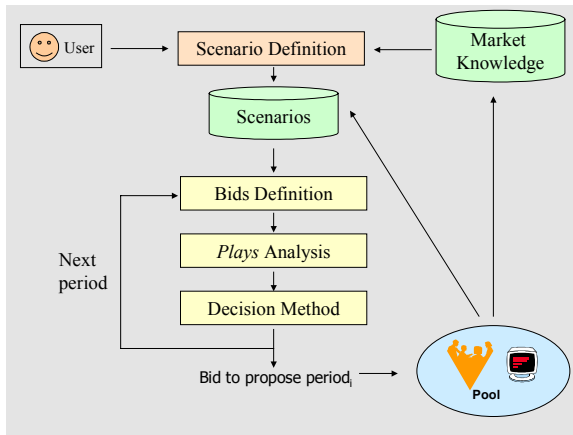 User
Scenario Definition
Market
Knowledge
Scenarios
Bids Definition
Plays Analysis
Next
period
Decision Method
Bid to propose periodi
Pool